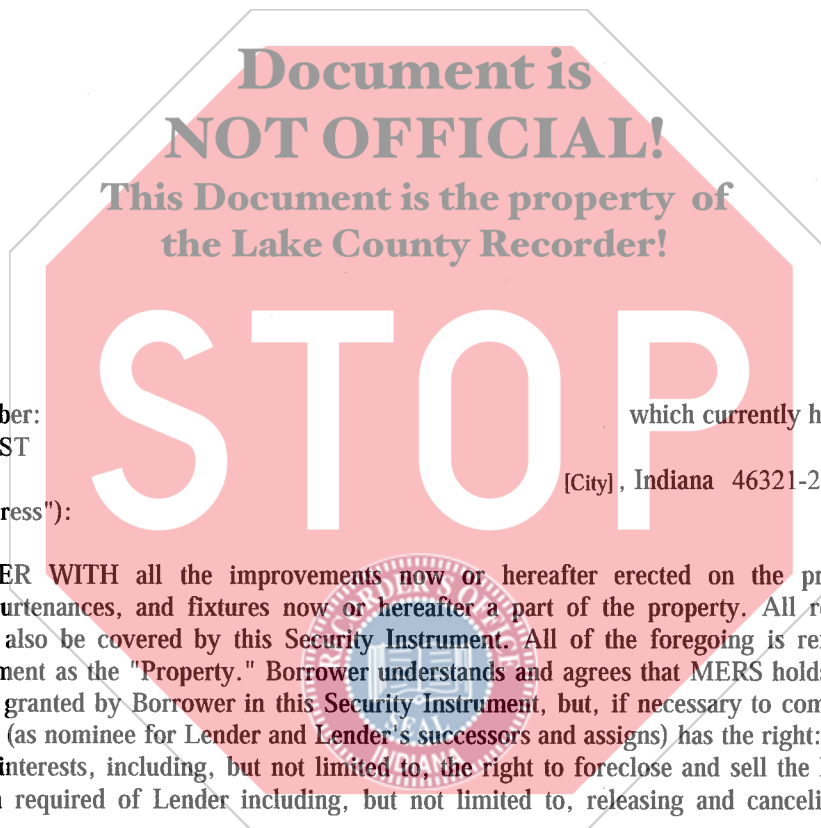 Document is
NOT OFFICIAL!
This Document is the property of
the Lake County Recorder!
STOP
ber: which currently h
ST
[City], Indiana 46321-2
ress"):
ER WITH all the improvements now or hereafter erected on the pr
urtenances, and fixtures now or hereafter a part of the property. All r
also be covered by this Security Instrument. All of the foregoing is re
ment as the "Property." Borrower understands and agrees that MERS hold
granted by Borrower in this Security Instrument, but, if necessary to com
(as nominee for Lender and Lender's successors and assigns) has the right:
interests, including, but not limited to, the right to foreclose and sell the
required of Lender including, but not limited to, releasing and canceli
RECORDER'S OFFICE
SEAL
INDIANA